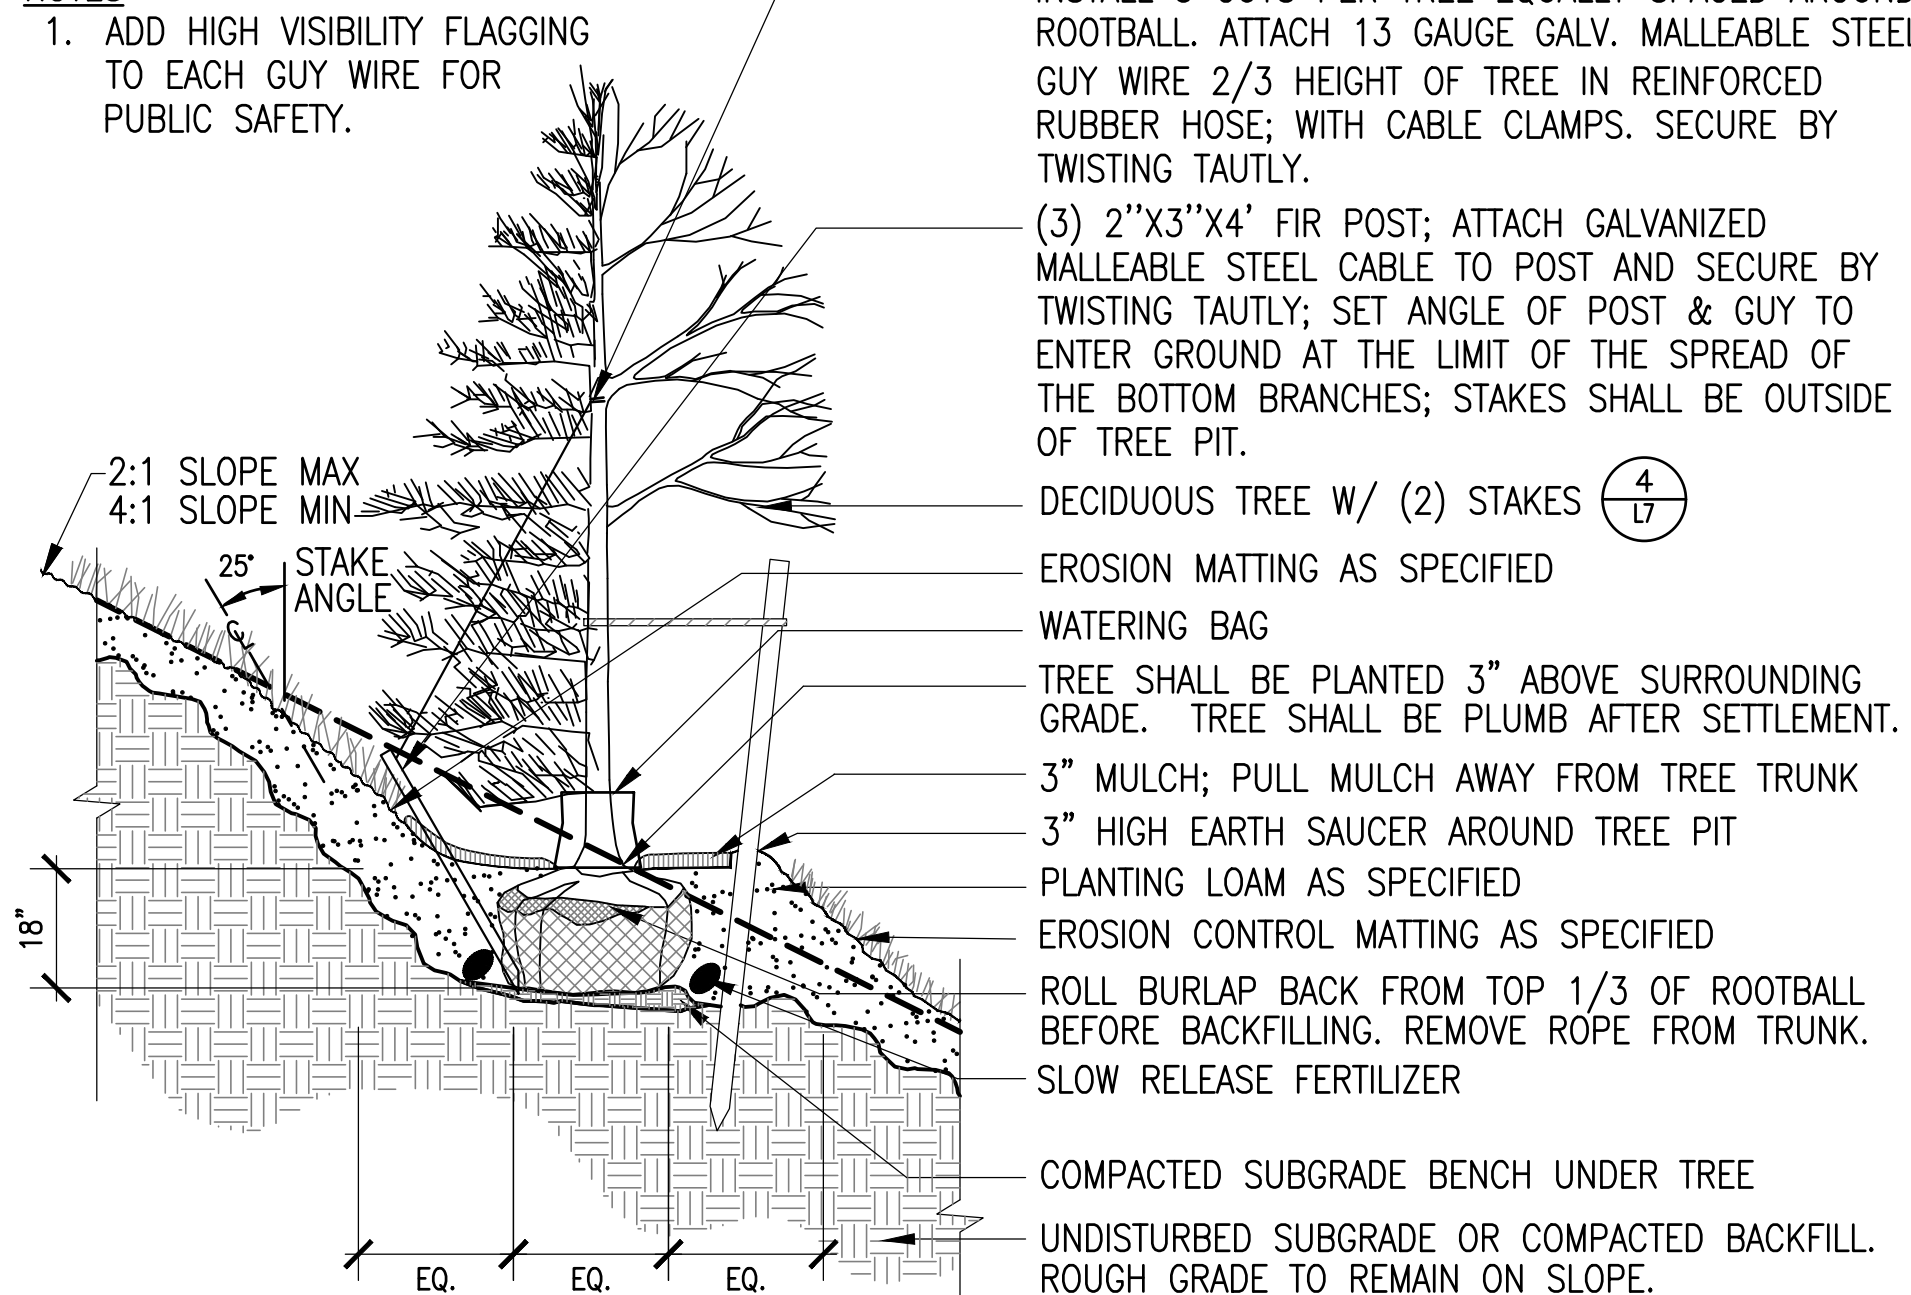 NOTES
1. ADD HIGH VISIBILITY FLAGGING
TO EACH GUY WIRE FOR
PUBLIC SAFETY.
INSTALL 3 GUYS PER TREE EQUALLY SPACED AROUND
ROOTBALL. ATTACH 13 GAUGE GALV. MALLEABLE STEEL
GUY WIRE 2/3 HEIGHT OF TREE IN REINFORCED
RUBBER HOSE; WITH CABLE CLAMPS. SECURE BY
TWISTING TAUTLY.
(3) 2''X3''X4' FIR POST; ATTACH GALVANIZED
MALLEABLE STEEL CABLE TO POST AND SECURE BY
TWISTING TAUTLY; SET ANGLE OF POST & GUY TO
ENTER GROUND AT THE LIMIT OF THE SPREAD OF
THE BOTTOM BRANCHES; STAKES SHALL BE OUTSIDE
OF TREE PIT.
2:1 SLOPE MAX
4:1 SLOPE MIN
25°
STAKE
ANGLE
DECIDUOUS TREE W/ (2) STAKES
4
L7
EROSION MATTING AS SPECIFIED
WATERING BAG
TREE SHALL BE PLANTED 3” ABOVE SURROUNDING
GRADE. TREE SHALL BE PLUMB AFTER SETTLEMENT.
3” MULCH; PULL MULCH AWAY FROM TREE TRUNK
3” HIGH EARTH SAUCER AROUND TREE PIT
PLANTING LOAM AS SPECIFIED
EROSION CONTROL MATTING AS SPECIFIED
18”
ROLL BURLAP BACK FROM TOP 1/3 OF ROOTBALL
BEFORE BACKFILLING. REMOVE ROPE FROM TRUNK.
SLOW RELEASE FERTILIZER
COMPACTED SUBGRADE BENCH UNDER TREE
UNDISTURBED SUBGRADE OR COMPACTED BACKFILL.
ROUGH GRADE TO REMAIN ON SLOPE.
EQ. EQ. EQ.